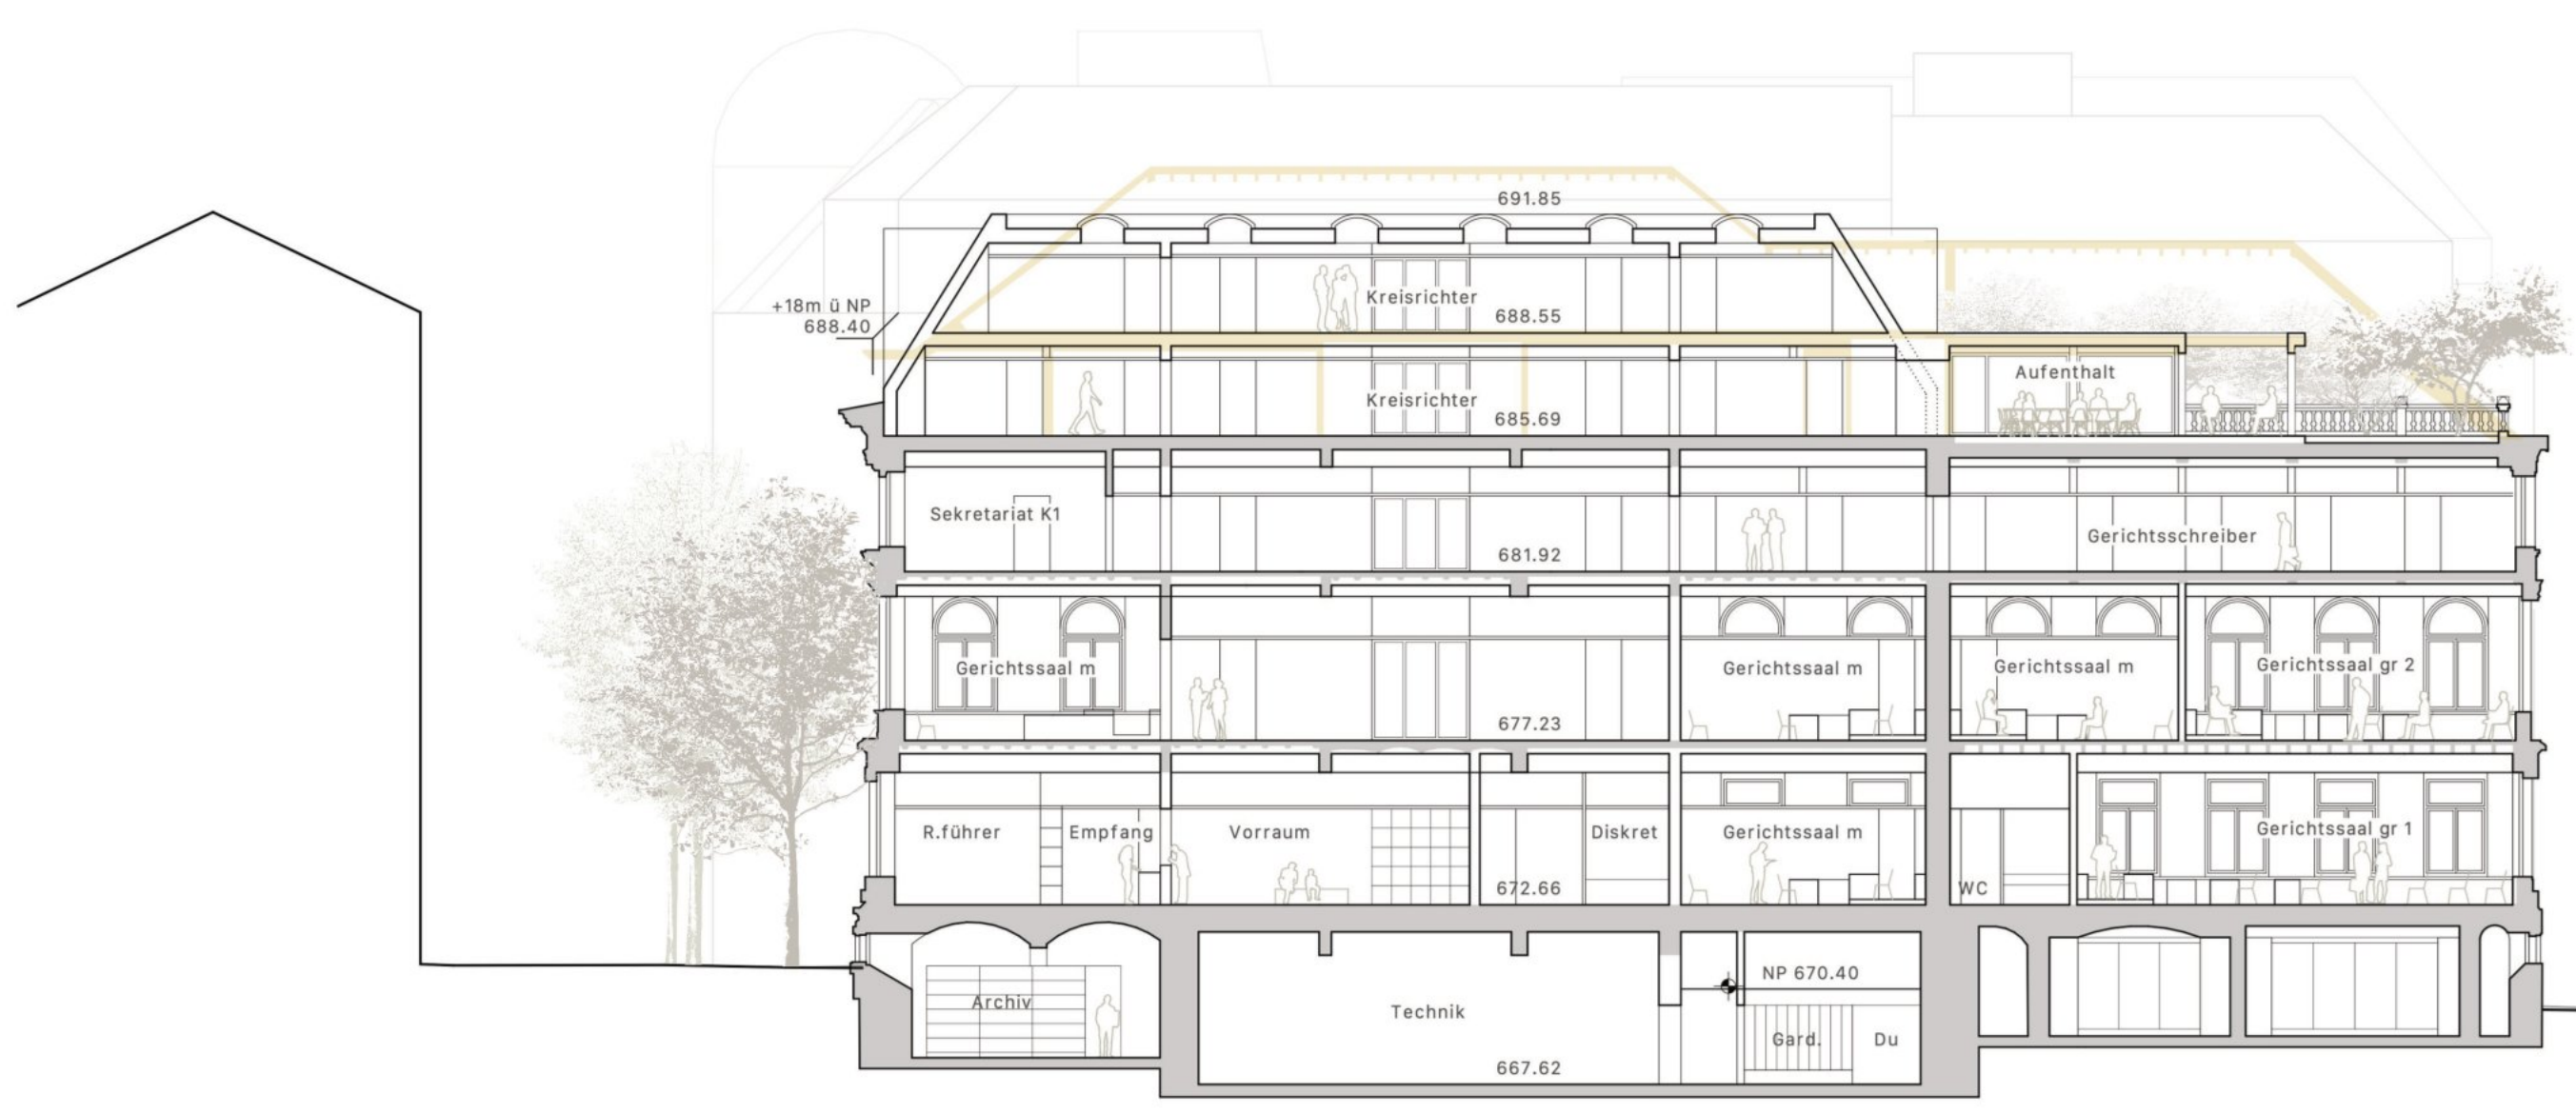 691.85
+18m ü NP
688.40
Kreisrichter
688.55
Aufenthalt
Kreisrichter
685.69
Sekretariat K1
Gerichtsschreiber
681.92
Gerichtssaal m
Gerichtssaal m
Gerichtssaal m
Gerichtssaal gr 2
677.23
R.führer
Empfang
Vorraum
Diskret
Gerichtssaal m
Gerichtssaal gr 1
672.66
WC
NP 670.40
Archiv
Technik
Gard.
Du
667.62